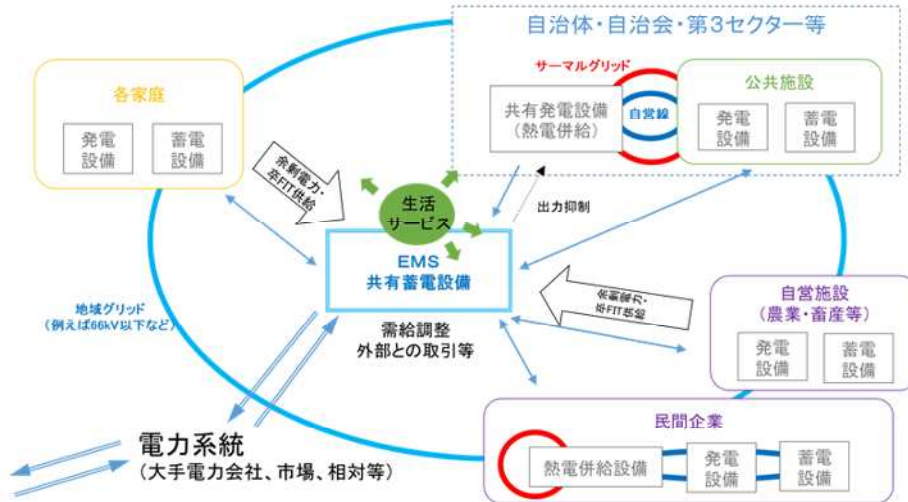 自治体・自治会・第3セクター等
サーマルグリッド
共有発電設備
(熱電併給)
自営線
公共施設
発電
設備
蓄電
設備
各家庭
発電
設備
蓄電
設備
余剰電力・
卒FIT供給
生活
サービス
出力抑制
EMS
共有蓄電設備
余剰電力・
卒FIT供給
自営施設
(農業・畜産等)
発電
設備
蓄電
設備
地域グリッド
(例えば66kV以下など)
需給調整
外部との取引等
電力系統
(大手電力会社、市場、相対等)
民間企業
熱電併給設備
発電
設備
蓄電
設備